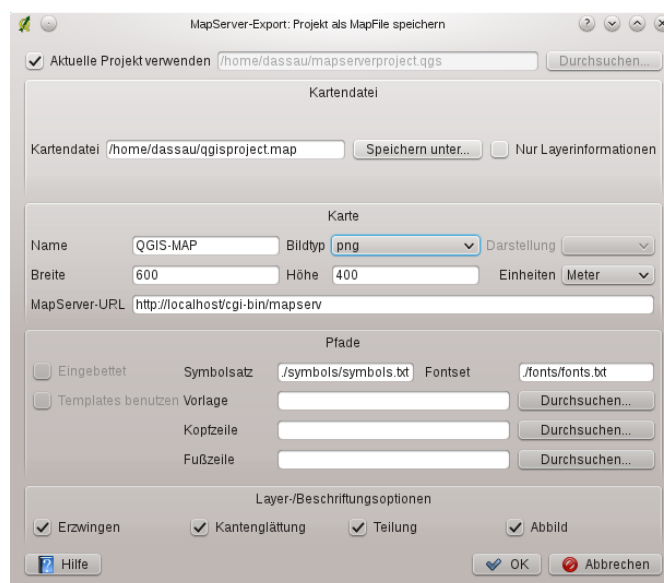 MapServer-Export: Projekt als MapFile speichern
Aktuelle Projekt verwenden /home/dassau/mapserverproject.qgs Durchsuchen...
Kartendatei
Kartendatei /home/dassau/qgisproject.map Speichern unter... Nur Layerinformationen
Karte
Name QGIS-MAP Bildtyp png Darstellung
Breite 600 Höhe 400 Einheiten Meter
MapServer-URL http://localhost/cgi-bin/mapserv
Pfade
Eingebettet Symbolsatz ./symbols/symbols.txt Fontset ./fonts/fonts.txt
Templates benutzen Vorlage Durchsuchen...
Kopfzeile Durchsuchen...
Fußzeile Durchsuchen...
Layer-/Beschriftungsoptionen
Erzwingen Kantenglättung Teilung Abbild
Hilfe OK Abbrechen